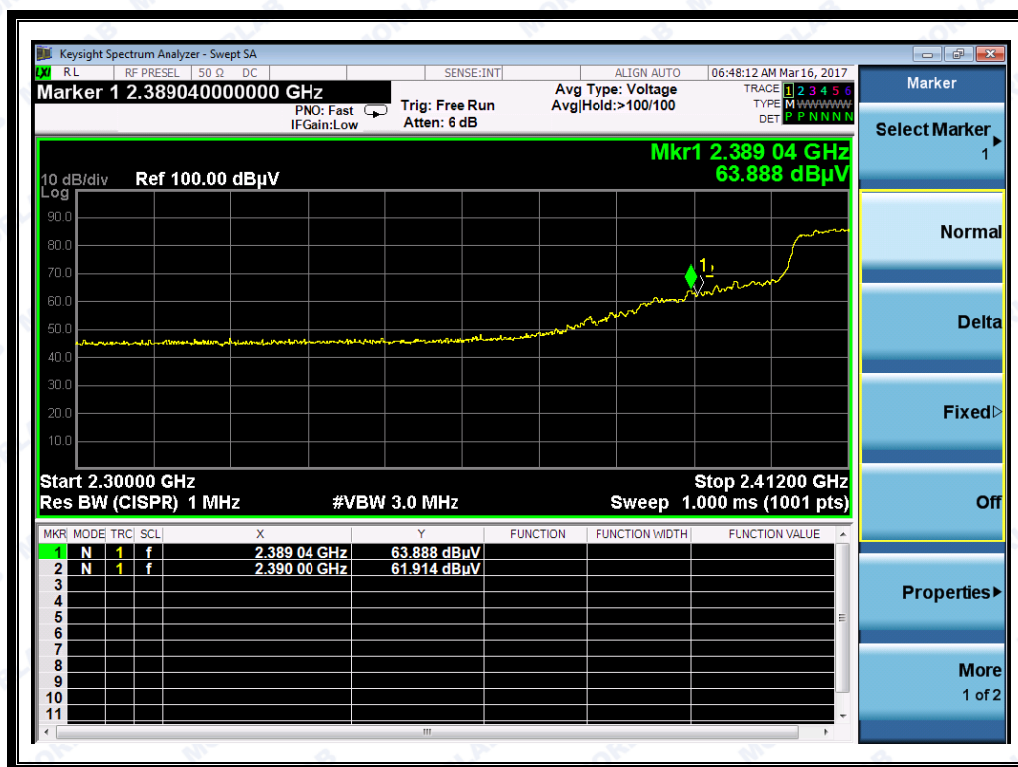 Keysight Spectrum Analyzer - Swept SA
LXI RL RF PRESEL 50 Ω DC SENSE:INT ALIGN AUTO 06:48:12 AM Mar 16, 2017
Marker 1 2.389040000000 GHz
PNO: Fast
IFGain:Low
Trig: Free Run
Atten: 6 dB
Avg Type: Voltage
Avg|Hold:>100/100
TRACE 1 2 3 4 5 6
TYPE M WWWWW
DET P P N N N N
Mkr1 2.389 04 GHz
63.888 dBµV
10 dB/div Ref 100.00 dBµV
Log
90.0
80.0
70.0
60.0
50.0
40.0
30.0
20.0
10.0
1
2
Start 2.30000 GHz
Stop 2.41200 GHz
Res BW (CISPR) 1 MHz
#VBW 3.0 MHz
Sweep 1.000 ms (1001 pts)
MKR MODE TRC SCL X Y FUNCTION FUNCTION WIDTH FUNCTION VALUE
1 N 1 f 2.389 04 GHz 63.888 dBµV
2 N 1 f 2.390 00 GHz 61.914 dBµV
3
4
5
6
7
8
9
10
11
Marker
Select Marker
1
Normal
Delta
Fixed
Off
Properties
More
1 of 2